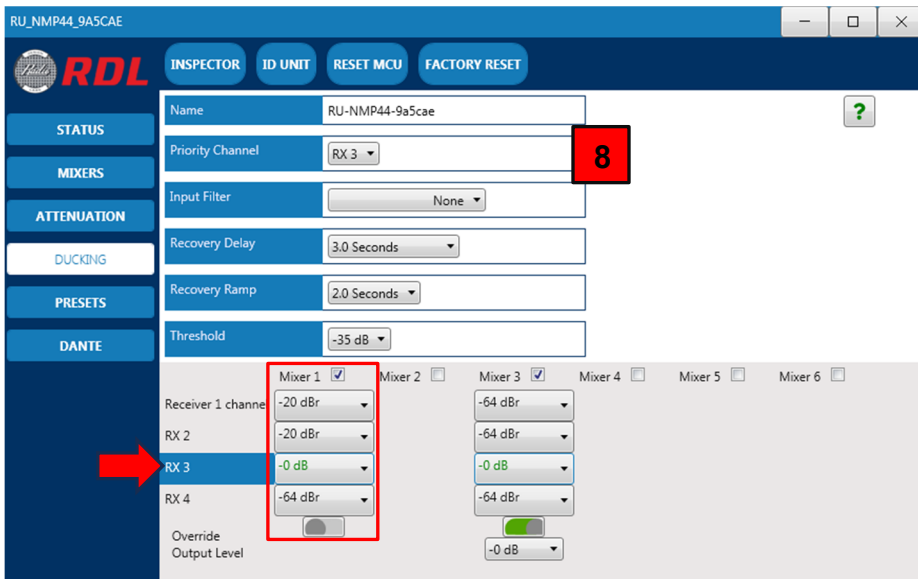 RU_NMP44_9A5CAE
Radio RDL
INSPECTOR ID UNIT RESET MCU FACTORY RESET
STATUS
MIXERS
ATTENUATION
DUCKING
PRESETS
DANTE
Name RU-NMP44-9a5cae ?
Priority Channel RX 3 8
Input Filter None
Recovery Delay 3.0 Seconds
Recovery Ramp 2.0 Seconds
Threshold -35 dB
Mixer 1 Mixer 2 Mixer 3 Mixer 4 Mixer 5 Mixer 6
Receiver 1 channe -20 dBr -64 dBr
RX 2 -20 dBr -64 dBr
RX 3 -0 dB -0 dB
RX 4 -64 dBr -64 dBr
Override
Output Level -0 dB